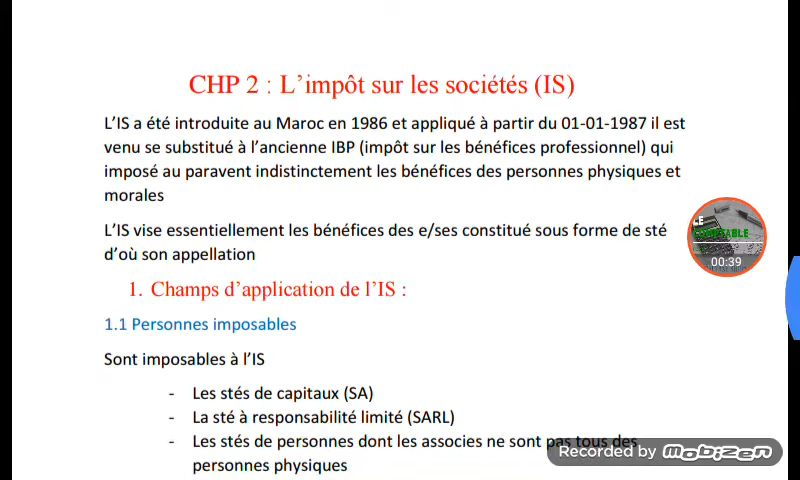 CHP 2 : L'impôt sur les sociétés (IS)
L'IS a été introduite au Maroc en 1986 et appliqué à partir du 01-01-1987 il est
venu se substitué à l'ancienne IBP (impôt sur les bénéfices professionnel) qui
imposé au paravent indistinctement les bénéfices des personnes physiques et
morales
L'IS vise essentiellement les bénéfices des e/ses constitué sous forme de sté
d'où son appellation
LE
COMPTABLE
00:39
1. Champs d'application de l'IS :
1.1 Personnes imposables
Sont imposables à l'IS
- Les stés de capitaux (SA)
- La sté à responsabilité limité (SARL)
- Les stés de personnes dont les associes ne sont pas tous des
personnes physiques
Recorded by mobizen